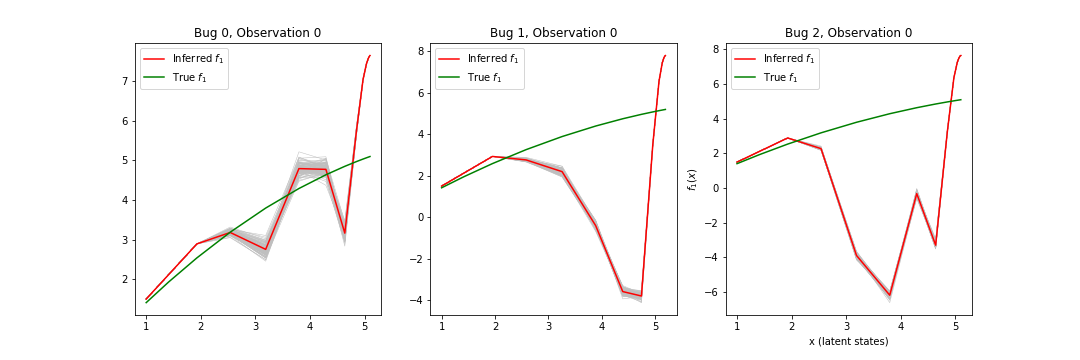 Bug 0, Observation 0
Inferred f₁
True f₁
7
6
5
4
3
2
1 2 3 4 5
Bug 1, Observation 0
Inferred f₁
True f₁
8
6
4
2
0
−2
−4
1 2 3 4 5
Bug 2, Observation 0
Inferred f₁
True f₁
f₁(x)
8
6
4
2
0
−2
−4
−6
1 2 3 4 5
x (latent states)